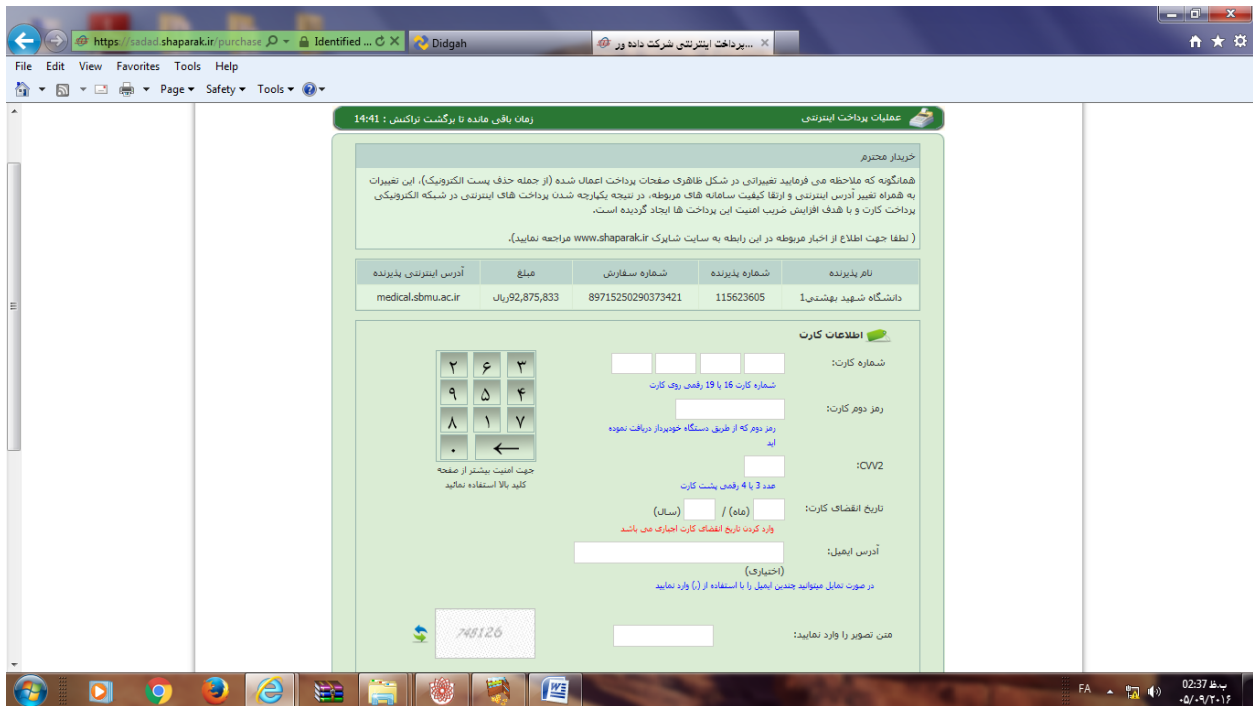 https://sadad.shaparak.ir/purchase
Identified ...
Didgah
پرداخت اینترنتی شرکت داده ور...
File Edit View Favorites Tools Help
Page Safety Tools
عملیات پرداخت اینترنتی
زمان باقی مانده تا برگشت تراکنش : 14:41
خریدار محترم
همانگونه که ملاحظه می فرمایید تغییراتی در شکل ظاهری صفحات پرداخت اعمال شده (از جمله حذف پست الکترونیک)، این تغییرات
به همراه تغییر آدرس اینترنتی و ارتقا کیفیت سامانه های مربوطه، در نتیجه یکپارچه شدن پرداخت های اینترنتی در شبکه الکترونیکی
پرداخت کارت و با هدف افزایش ضریب امنیت این پرداخت ها ایجاد گردیده است.
( لطفا جهت اطلاع از اخبار مربوطه در این رابطه به سایت شاپرک www.shaparak.ir مراجعه نمایید).
نام پذیرنده شماره پذیرنده شماره سفارش مبلغ آدرس اینترنتی پذیرنده
دانشگاه شهید بهشتی1 115623605 89715250290373421 92,875,833ریال medical.sbmu.ac.ir
اطلاعات کارت
شماره کارت:
شماره کارت 16 یا 19 رقمی روی کارت
رمز دوم کارت:
رمز دوم که از طریق دستگاه خودپرداز دریافت نموده
اید
CVV2:
عدد 3 یا 4 رقمی پشت کارت
تاریخ انقضای کارت:
(ماه) / (سال)
وارد کردن تاریخ انقضای کارت اجباری می باشد
آدرس ایمیل:
(اختیاری)
در صورت تمایل میتوانید چندین ایمیل را با استفاده از (;) وارد نمایید
متن تصویر را وارد نمایید:
۲ ۶ ۳
۹ ۵ ۴
۸ ۱ ۷
۰ ←
جهت امنیت بیشتر از صفحه
کلید بالا استفاده نمائید
748126
FA
02:37 ب.ظ
۰۵/۰۹/۲۰۱۶